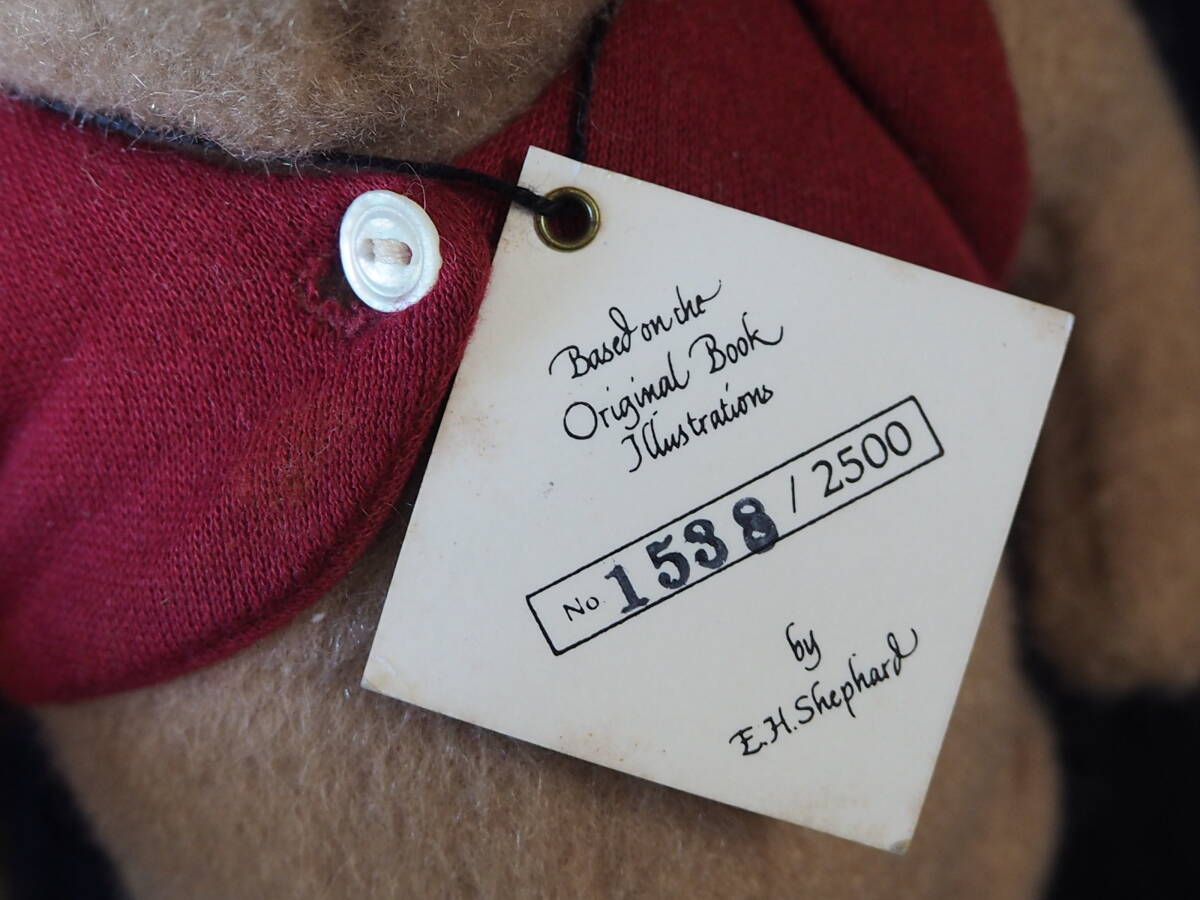 Based on the
Original Book
Illustrations
No. 1538 / 2500
by
E.H.Shephard